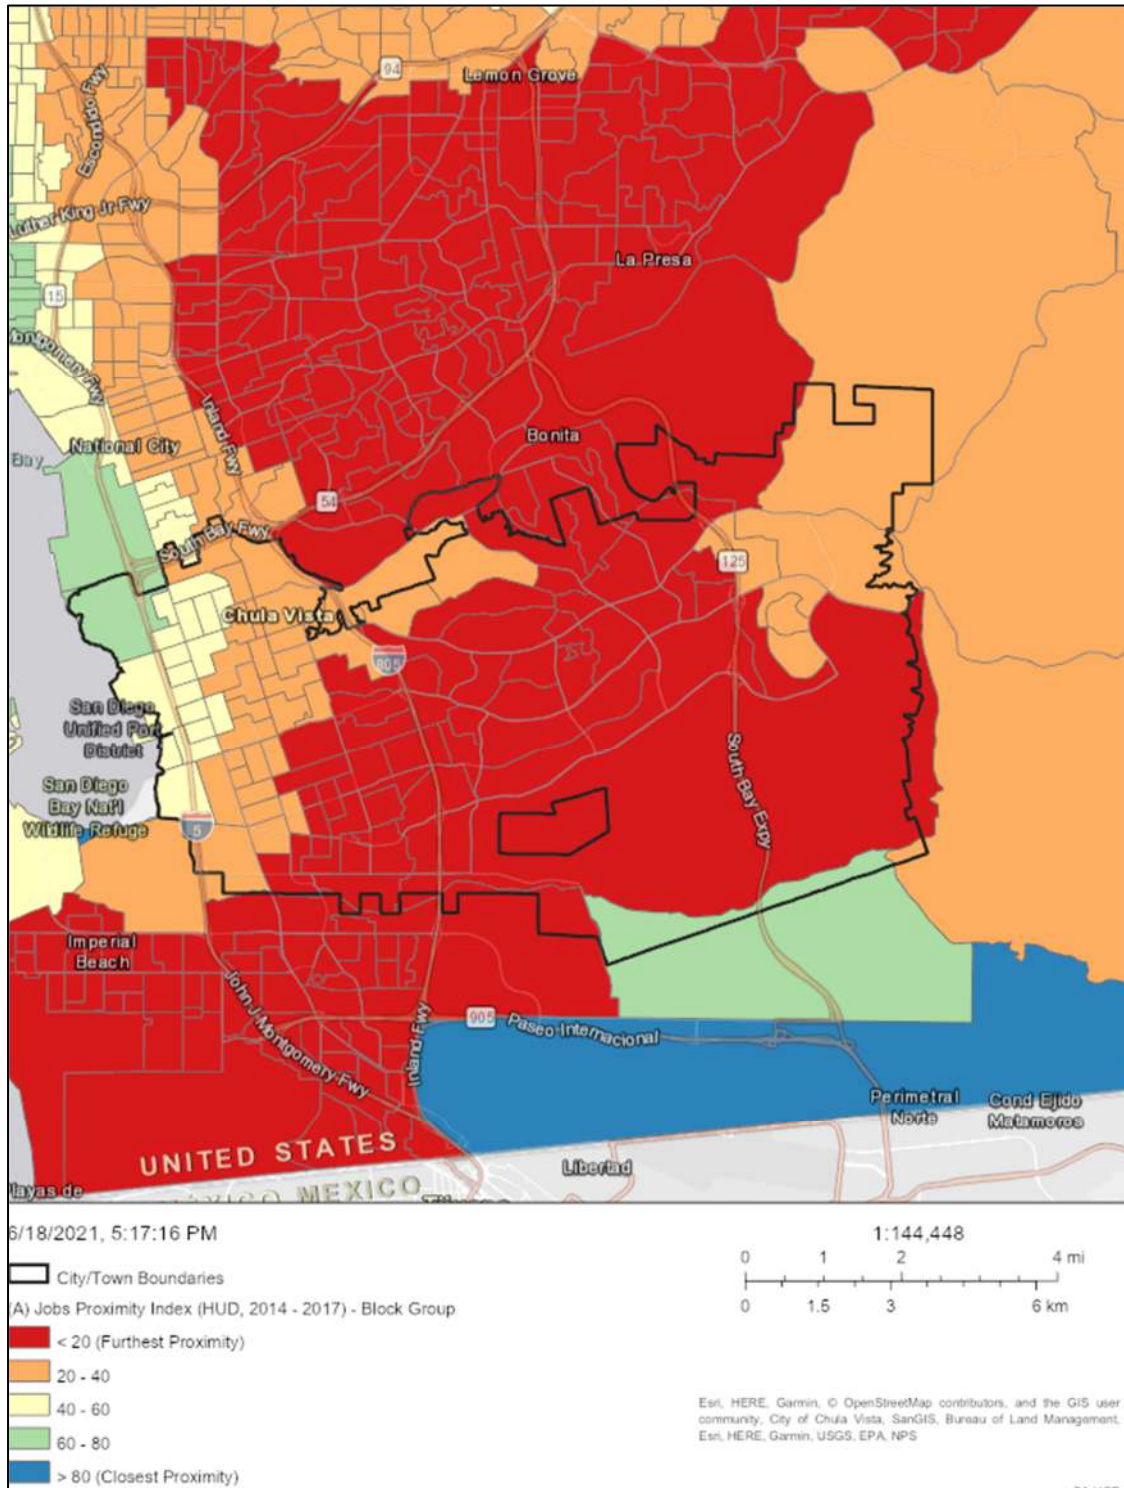 94
Lemon Grove
Escondido Fwy
Luther King Jr Fwy
La Presa
15
Montgomery Fwy
Inland Fwy
National City
Bonita
Bay
54
South Bay Fwy
125
Chula Vista
805
San Diego
Unified Port
District
South Bay Expy
San Diego
Bay Nat'l
Wildlife Refuge
5
Imperial
Beach
John J Montgomery Fwy
Inland Fwy
905
Paseo Internacional
Perimetral
Norte
Cond Ejido
Matamoros
UNITED STATES
MEXICO
Libertad
Playas de
6/18/2021, 5:17:16 PM
City/Town Boundaries
(A) Jobs Proximity Index (HUD, 2014 - 2017) - Block Group
< 20 (Furthest Proximity)
20 - 40
40 - 60
60 - 80
> 80 (Closest Proximity)
1:144,448
0 1 2 4 mi
0 1.5 3 6 km
Esri, HERE, Garmin, © OpenStreetMap contributors, and the GIS user
community, City of Chula Vista, SanGIS, Bureau of Land Management,
Esri, HERE, Garmin, USGS, EPA, NPS